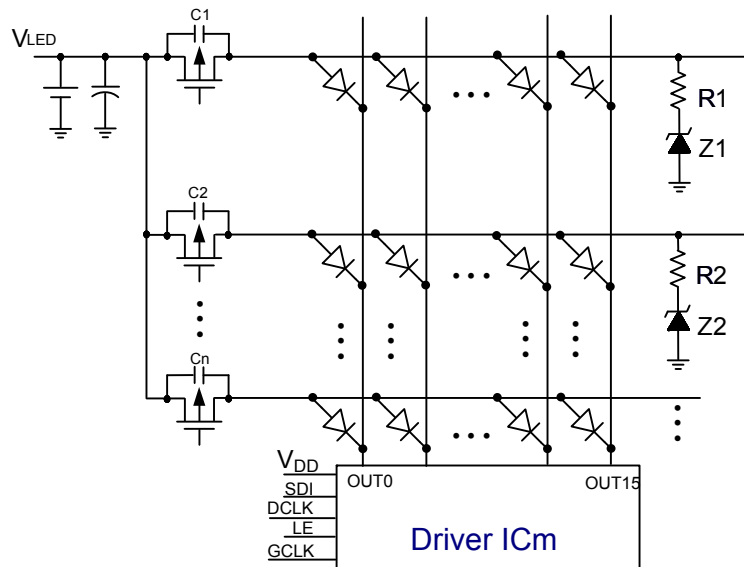 C1
VLED
R1
Z1
C2
R2
Z2
Cn
VDD
OUT0
OUT15
SDI
DCLK
LE
GCLK
Driver ICm